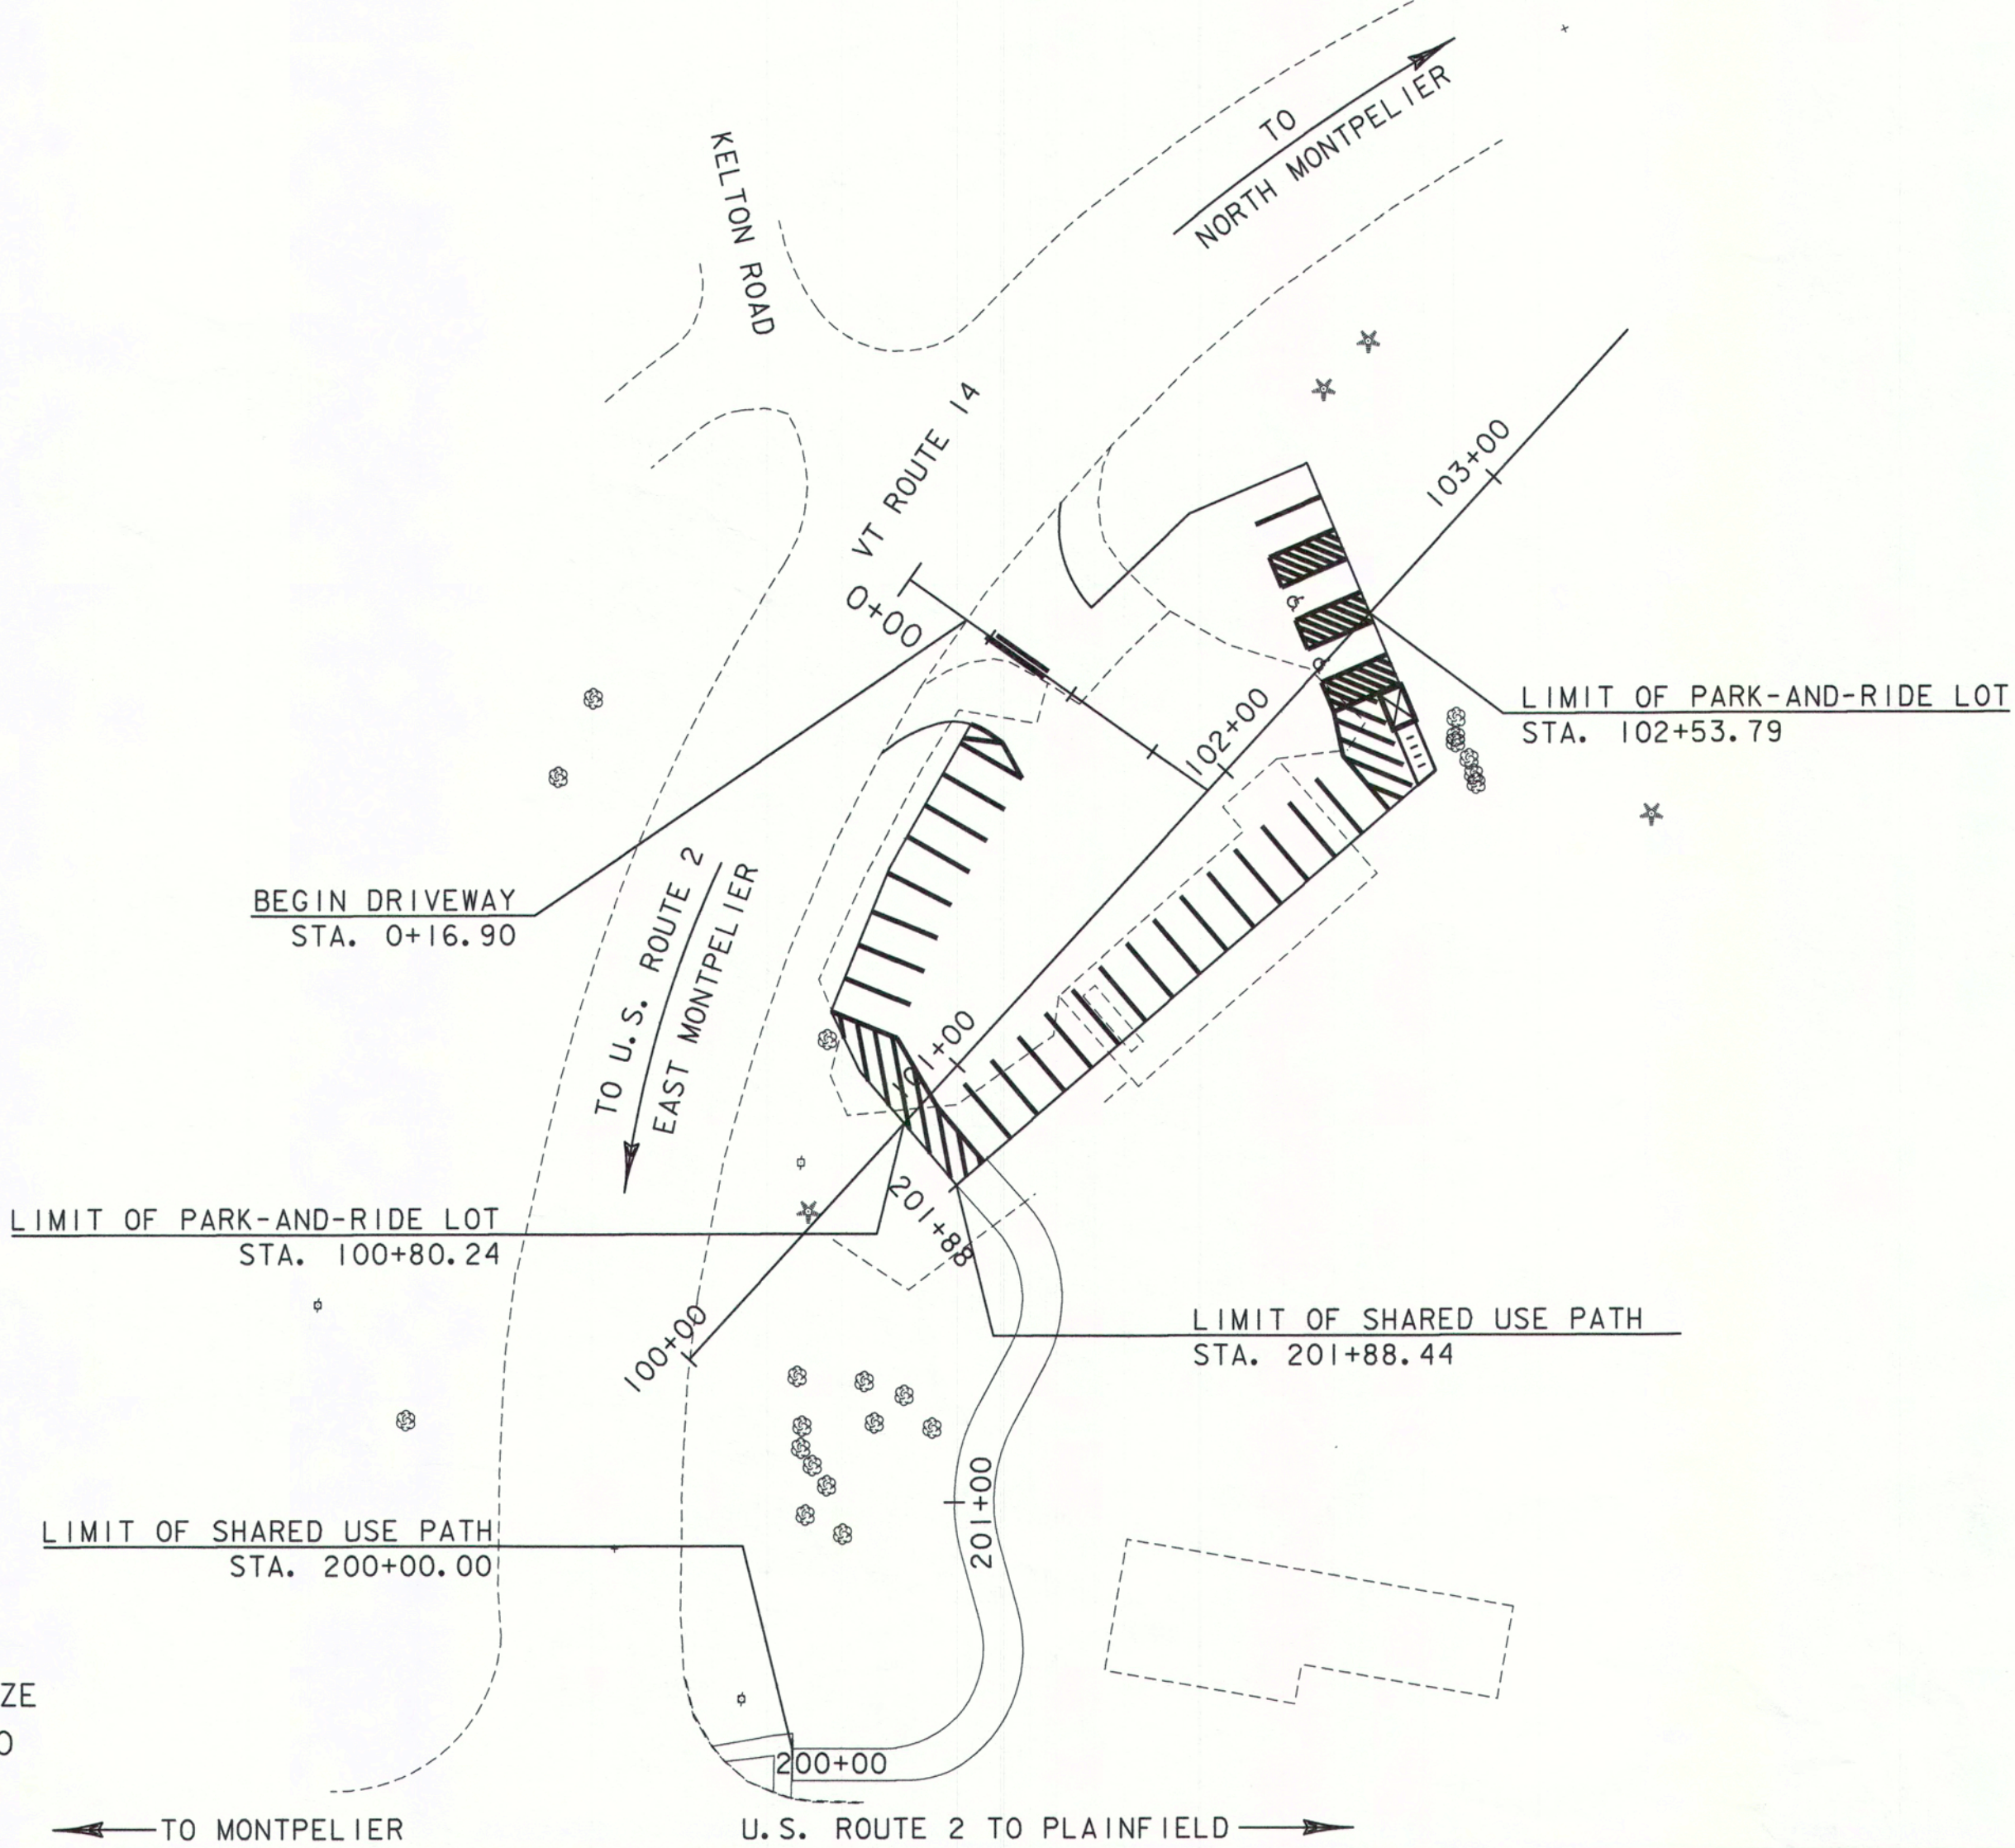 TO
NORTH MONTPELIER
KELTON ROAD
VT ROUTE 14
0+00
103+00
102+00
LIMIT OF PARK-AND-RIDE LOT
STA. 102+53.79
BEGIN DRIVEWAY
STA. 0+16.90
TO U.S. ROUTE 2
EAST MONTPELIER
101+00
LIMIT OF PARK-AND-RIDE LOT
STA. 100+80.24
201+88
100+00
LIMIT OF SHARED USE PATH
STA. 201+88.44
201+00
LIMIT OF SHARED USE PATH
STA. 200+00.00
ZE
O
200+00
TO MONTPELIER
U.S. ROUTE 2 TO PLAINFIELD